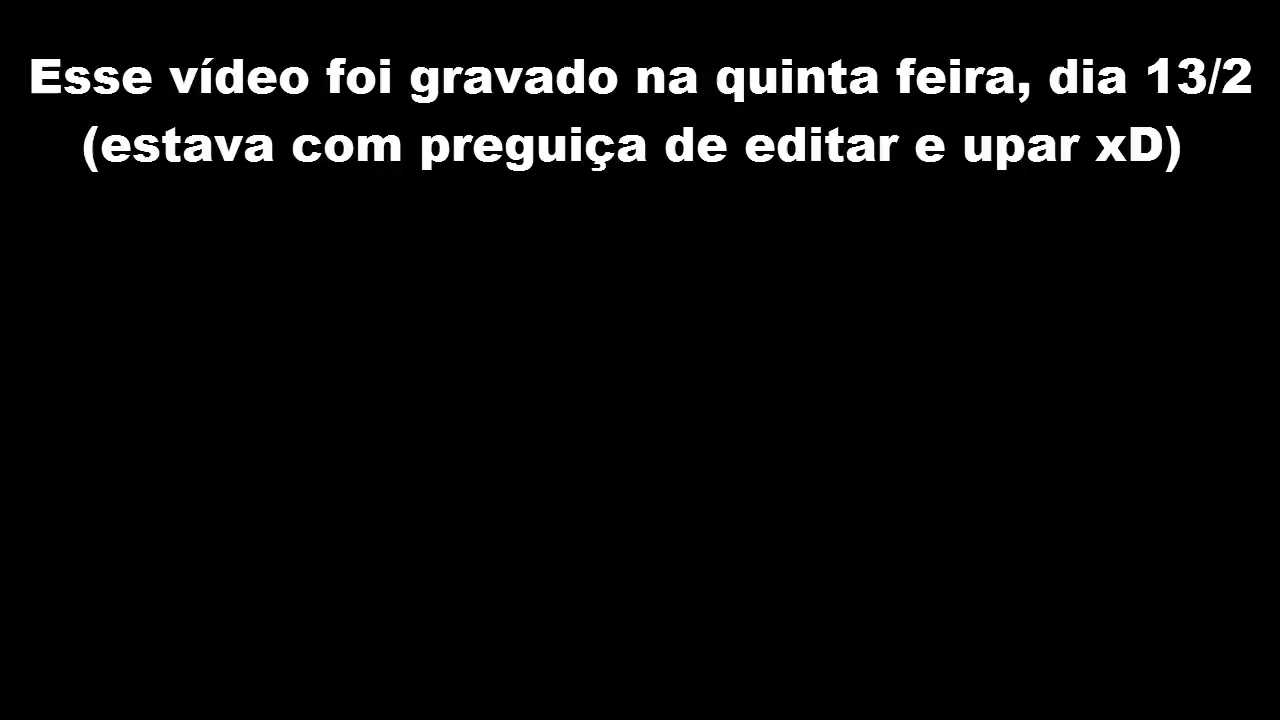 Esse vídeo foi gravado na quinta feira, dia 13/2
(estava com preguiça de editar e upar xD)